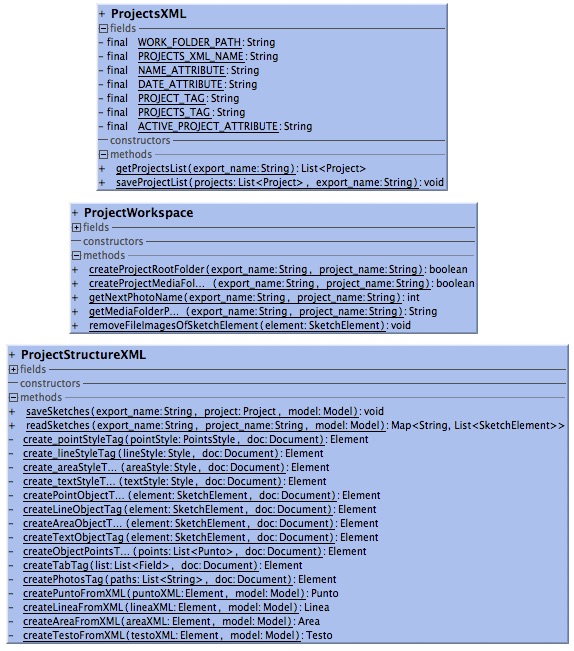 + ProjectsXML
fields
- final WORK_FOLDER_PATH: String
- final PROJECTS_XML_NAME: String
- final NAME_ATTRIBUTE: String
- final DATE_ATTRIBUTE: String
- final PROJECT_TAG: String
- final PROJECTS_TAG: String
- final ACTIVE_PROJECT_ATTRIBUTE: String
constructors
methods
+ getProjectsList(export_name: String): List<Project>
+ saveProjectList(projects: List<Project>, export_name: String): void
+ ProjectWorkspace
fields
constructors
methods
+ createProjectRootFolder(export_name: String, project_name: String): boolean
+ createProjectMediaFol... (export_name: String, project_name: String): boolean
+ getNextPhotoName(export_name: String, project_name: String): int
+ getMediaFolderP... (export_name: String, project_name: String): String
+ removeFileImagesOfSketchElement(element: SketchElement): void
+ ProjectStructureXML
fields
constructors
methods
+ saveSketches(export_name: String, project: Project, model: Model): void
+ readSketches(export_name: String, project_name: String, model: Model): Map<String, List<SketchElement>>
- create_pointStyleTag(pointStyle: PointsStyle, doc: Document): Element
- create_lineStyleTag(lineStyle: Style, doc: Document): Element
- create_areaStyleT... (areaStyle: Style, doc: Document): Element
- create_textStyleT... (textStyle: Style, doc: Document): Element
- createPointObjectT... (element: SketchElement, doc: Document): Element
- createLineObjectTag(element: SketchElement, doc: Document): Element
- createAreaObjectT... (element: SketchElement, doc: Document): Element
- createTextObjectTag(element: SketchElement, doc: Document): Element
- createObjectPointsT... (points: List<Punto>, doc: Document): Element
- createTabTag(list: List<Field>, doc: Document): Element
- createPhotosTag(paths: List<String>, doc: Document): Element
- createPuntoFromXML(puntoXML: Element, model: Model): Punto
- createLineaFromXML(lineaXML: Element, model: Model): Linea
- createAreaFromXML(areaXML: Element, model: Model): Area
- createTestoFromXML(testoXML: Element, model: Model): Testo